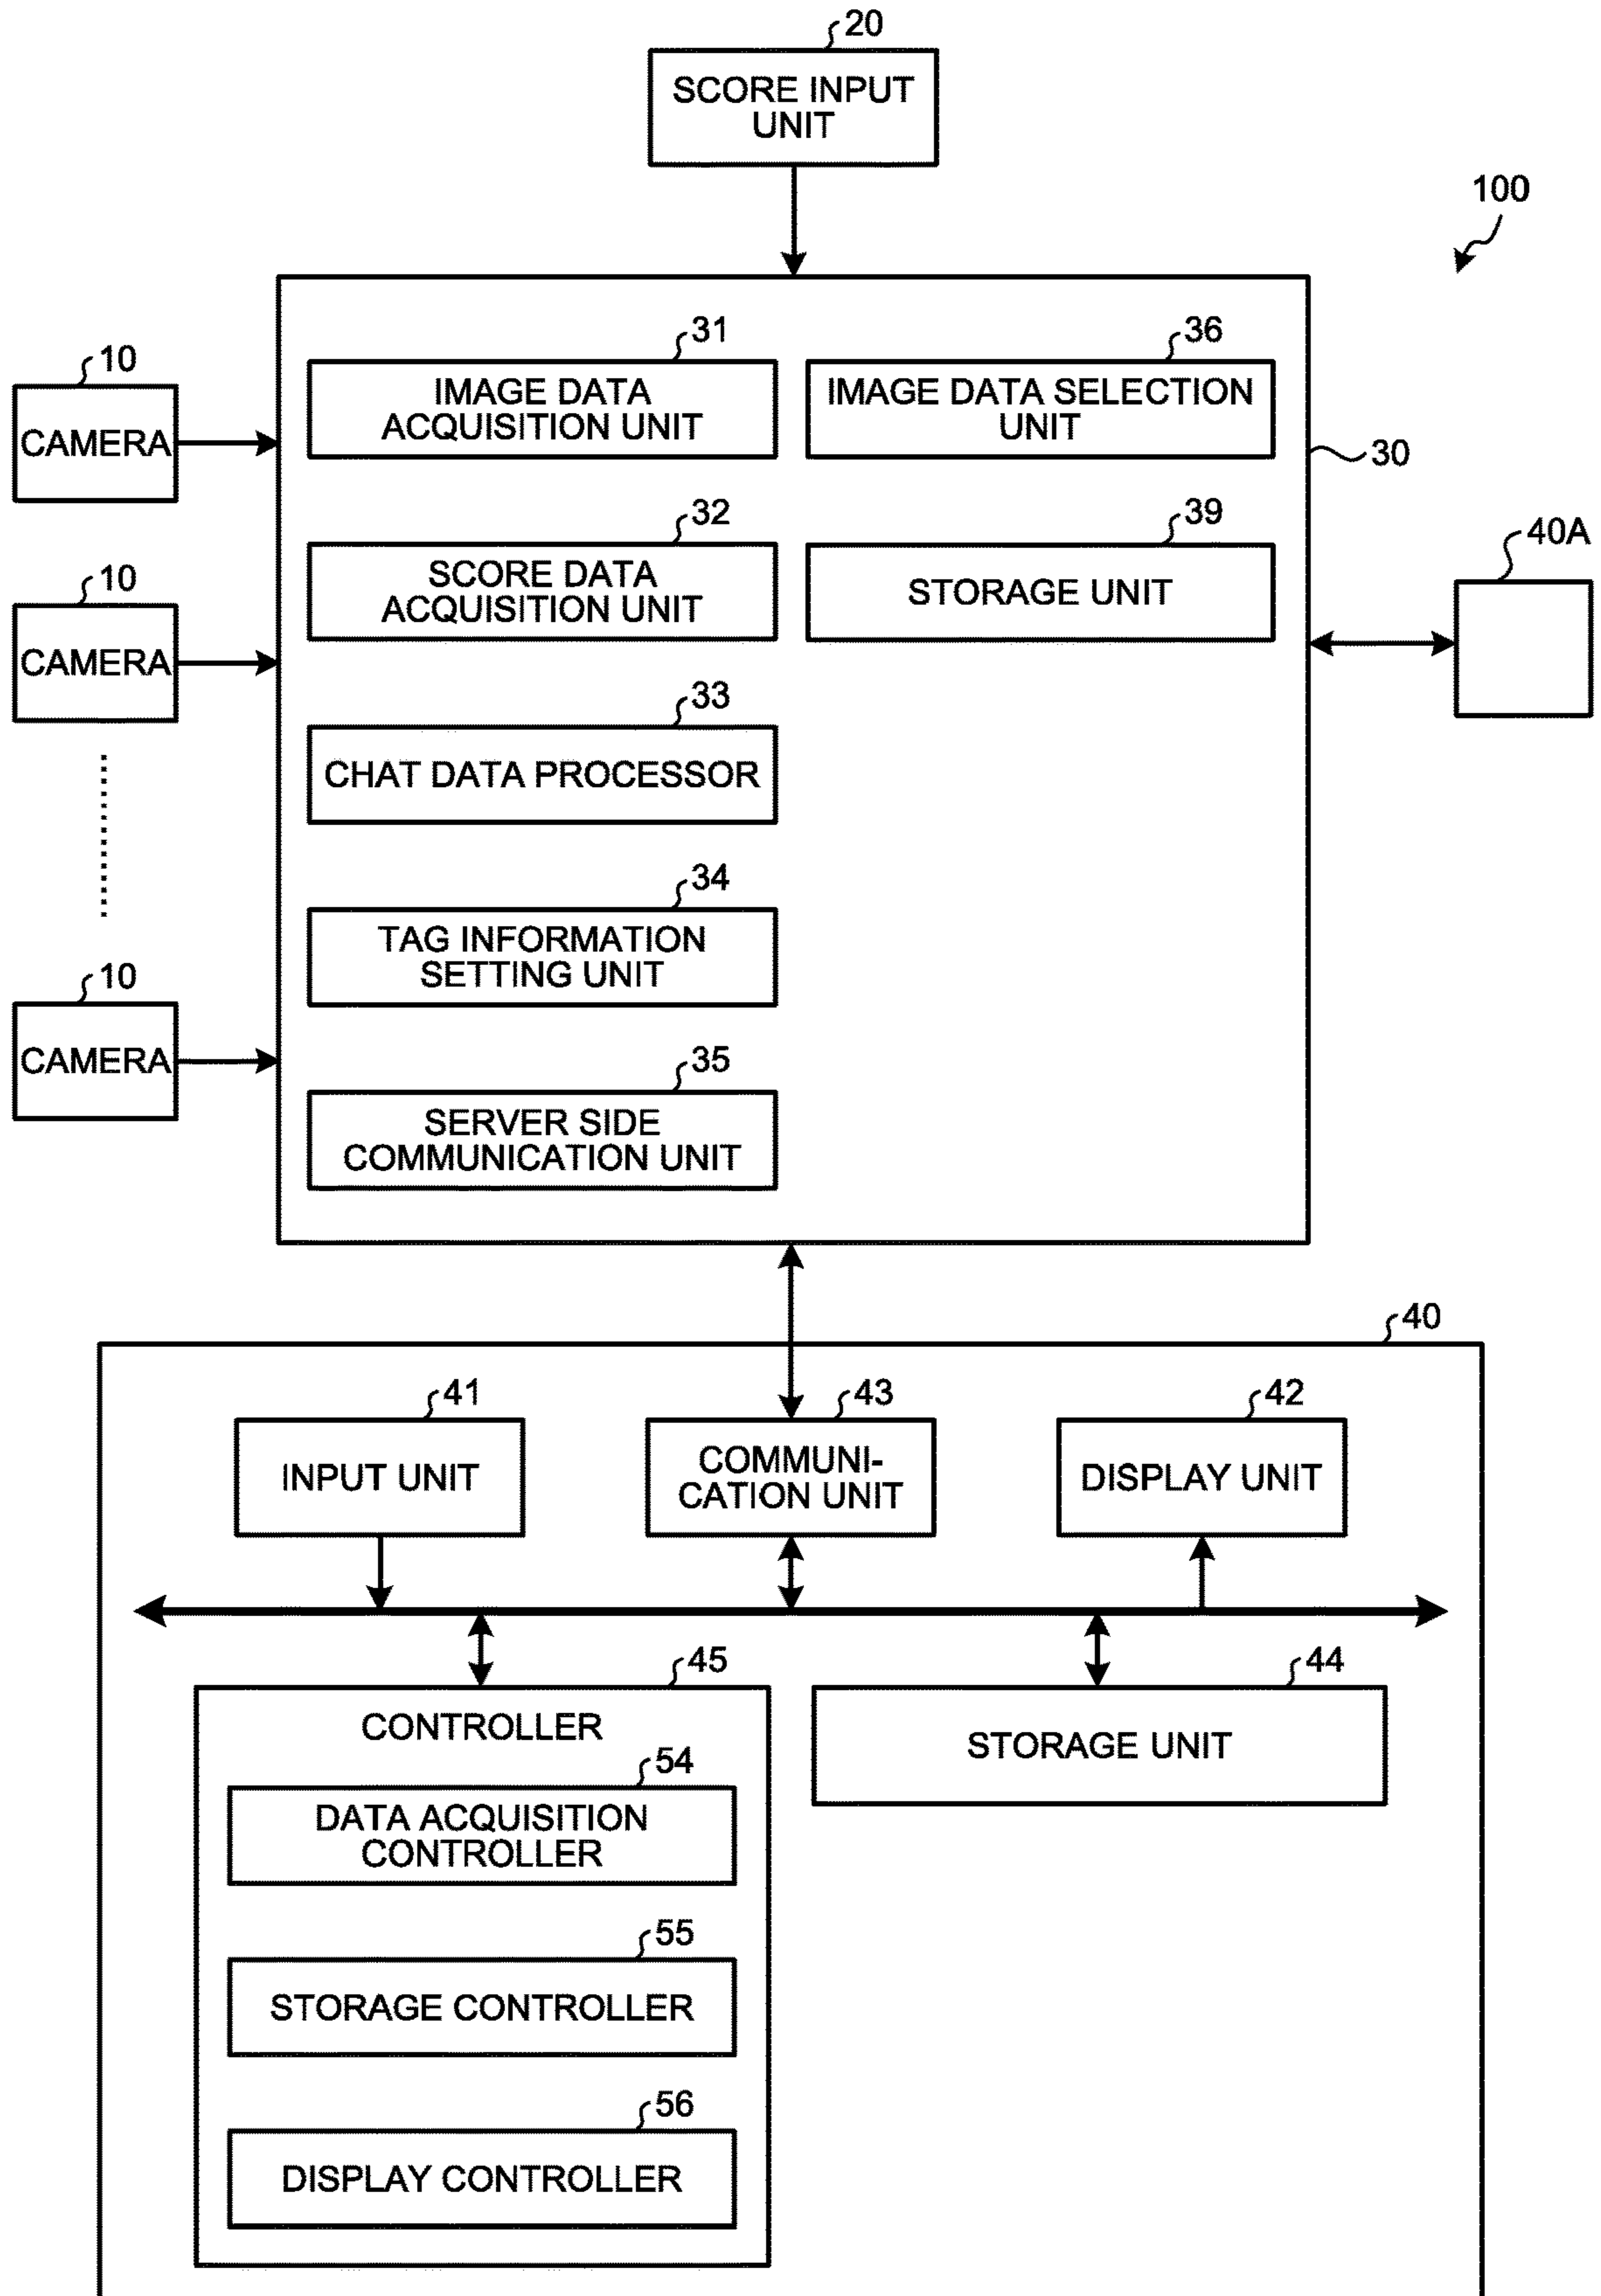 20
SCORE INPUT
UNIT
100
10
CAMERA
10
CAMERA
10
CAMERA
30
31
IMAGE DATA
ACQUISITION UNIT
36
IMAGE DATA SELECTION
UNIT
32
SCORE DATA
ACQUISITION UNIT
39
STORAGE UNIT
33
CHAT DATA PROCESSOR
34
TAG INFORMATION
SETTING UNIT
35
SERVER SIDE
COMMUNICATION UNIT
40A
40
41
INPUT UNIT
43
COMMUNI-
CATION UNIT
42
DISPLAY UNIT
45
CONTROLLER
54
DATA ACQUISITION
CONTROLLER
55
STORAGE CONTROLLER
56
DISPLAY CONTROLLER
44
STORAGE UNIT